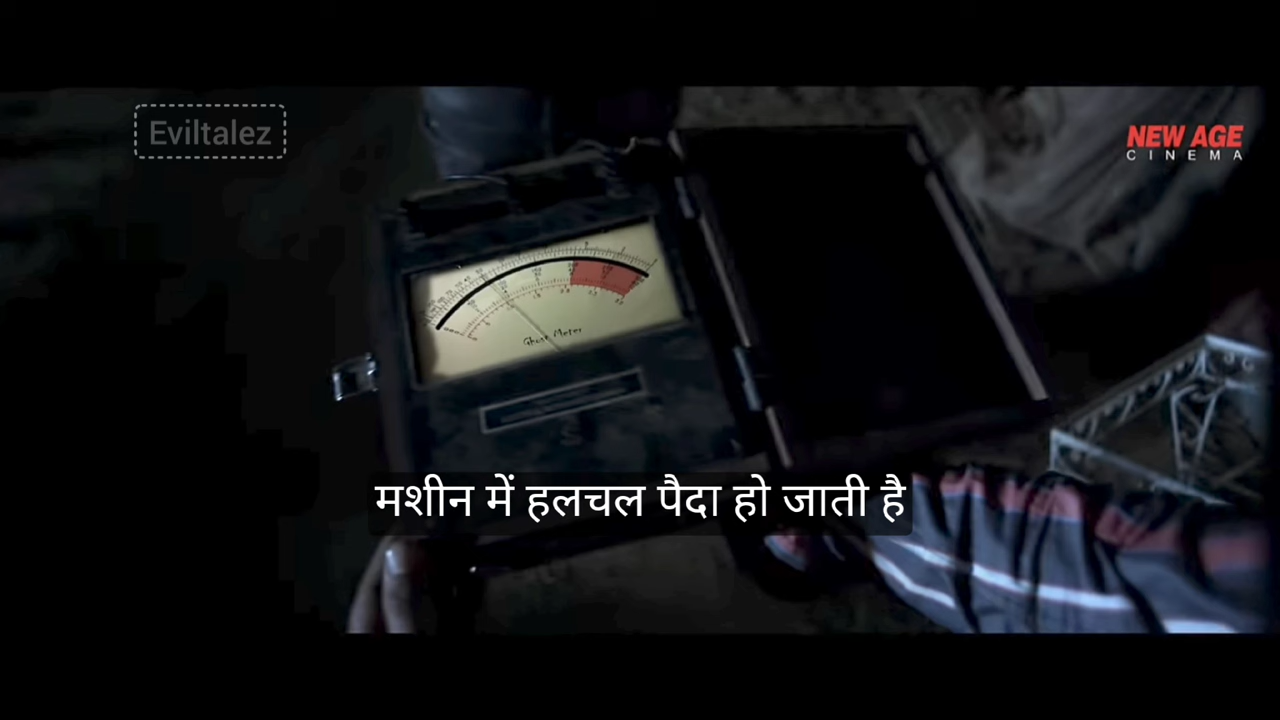 Eviltalez
NEW AGE
CINEMA
Ghost Meter
मशीन में हलचल पैदा हो जाती है